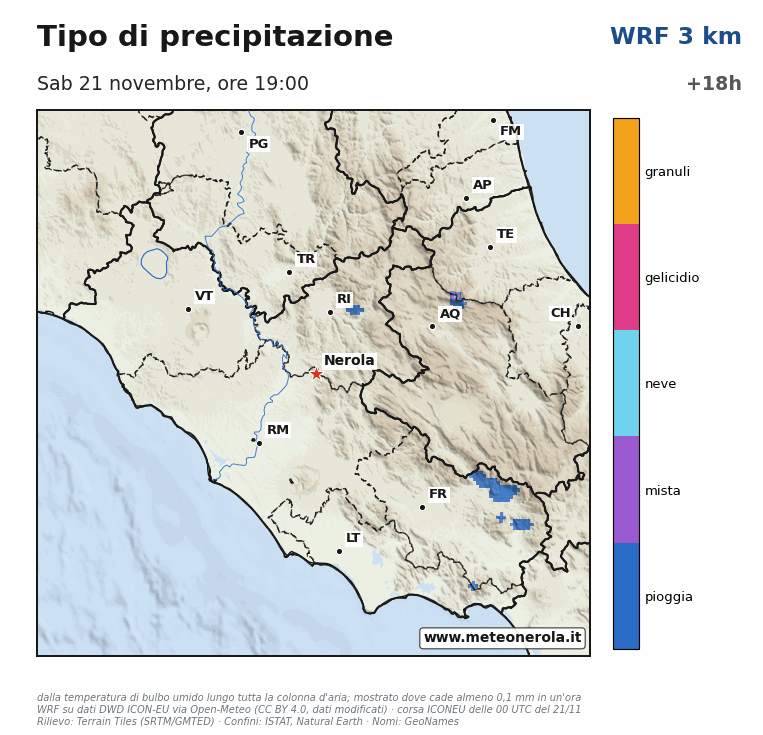 Tipo di precipitazione
WRF 3 km
Sab 21 novembre, ore 19:00
+18h
FM
PG
AP
TE
TR
VT
RI
AQ
CH
Nerola
RM
FR
LT
www.meteonerola.it
granuli
gelicidio
neve
mista
pioggia
dalla temperatura di bulbo umido lungo tutta la colonna d'aria; mostrato dove cade almeno 0,1 mm in un'ora
WRF su dati DWD ICON-EU via Open-Meteo (CC BY 4.0, dati modificati) · corsa ICONEU delle 00 UTC del 21/11
Rilievo: Terrain Tiles (SRTM/GMTED) · Confini: ISTAT, Natural Earth · Nomi: GeoNames